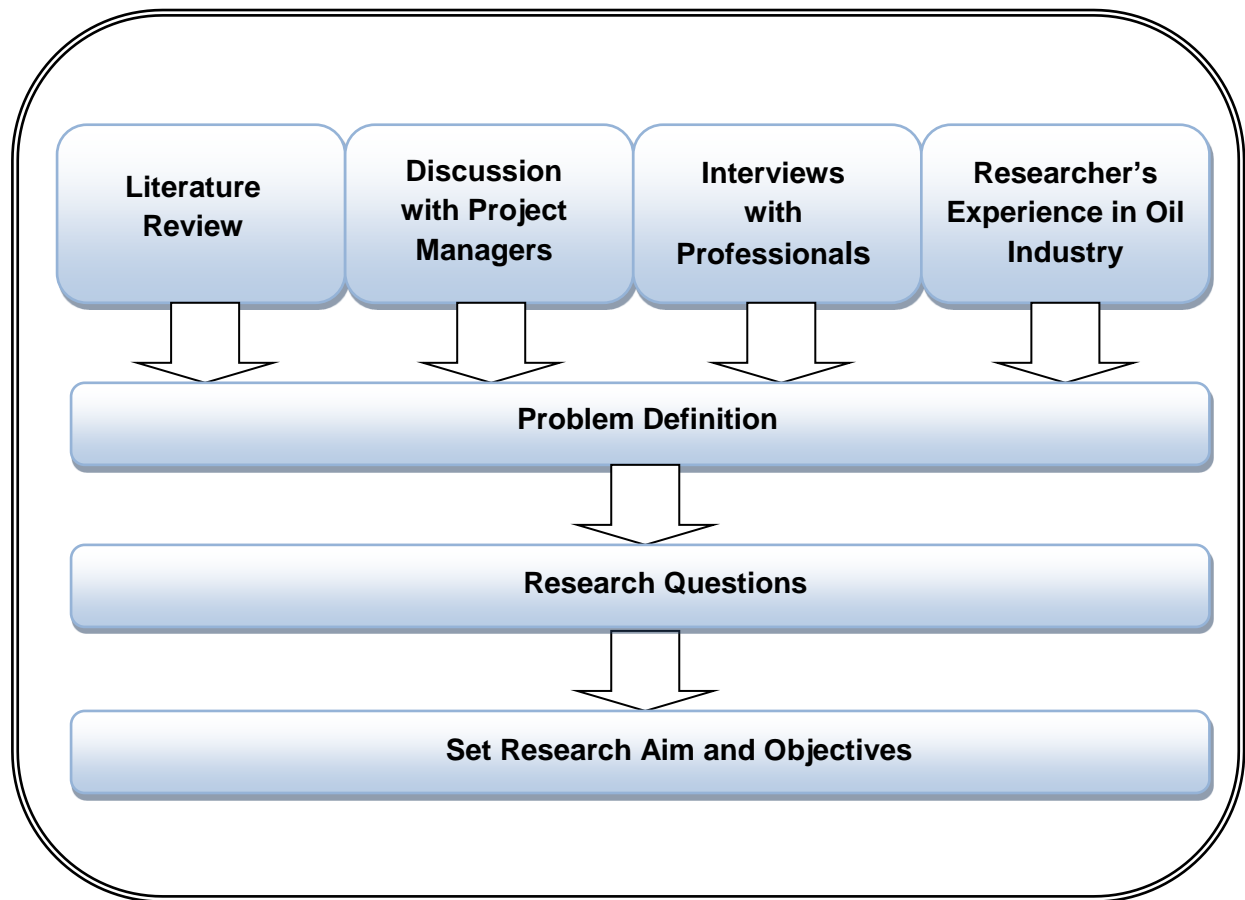 Literature
Review
Discussion
with Project
Managers
Interviews
with
Professionals
Researcher’s
Experience in Oil
Industry
Problem Definition
Research Questions
Set Research Aim and Objectives